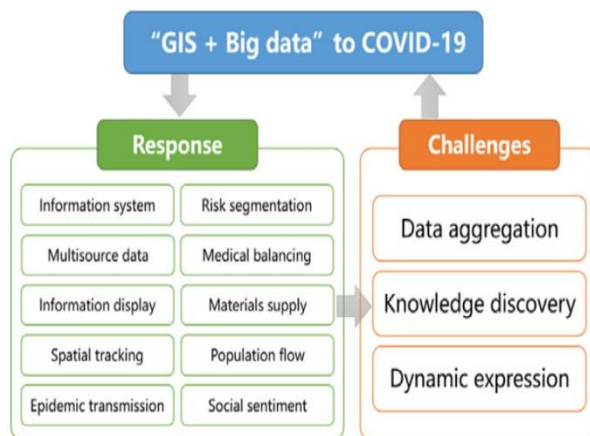 “GIS + Big data” to COVID-19
Response
Information system
Risk segmentation
Multisource data
Medical balancing
Information display
Materials supply
Spatial tracking
Population flow
Epidemic transmission
Social sentiment
Challenges
Data aggregation
Knowledge discovery
Dynamic expression